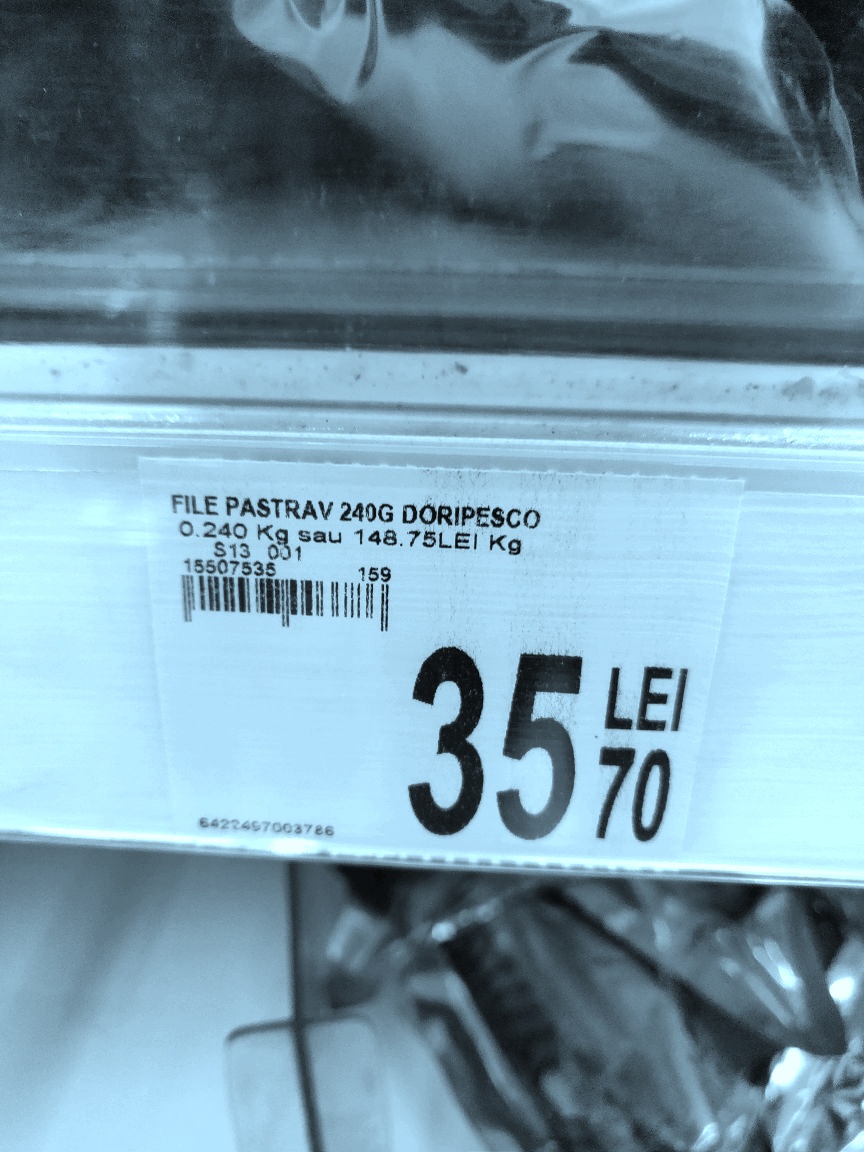 FILE PASTRAV 240G DORIPESCO
0.240 Kg sau 148.75LEI Kg
S13 001
15507535 159
35 LEI 70
6422497003786